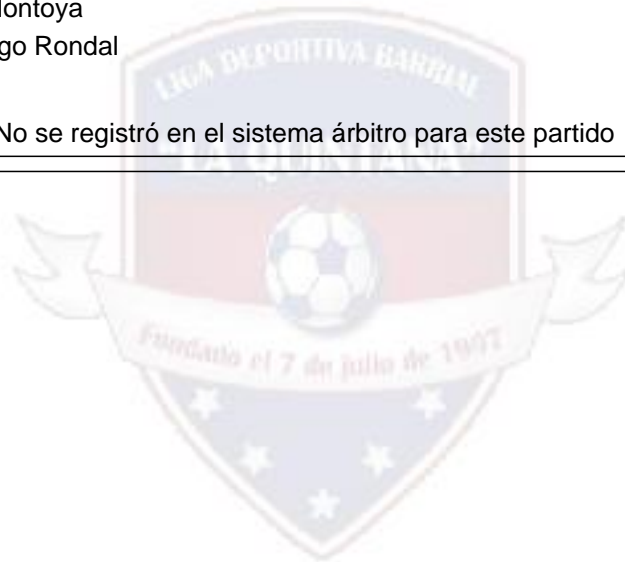 Montoya
go Rondal
No se registró en el sistema árbitro para este partido
LIGA DEPORTIVA BARRIAL
"LA QUINTANA"
Fundado el 7 de julio de